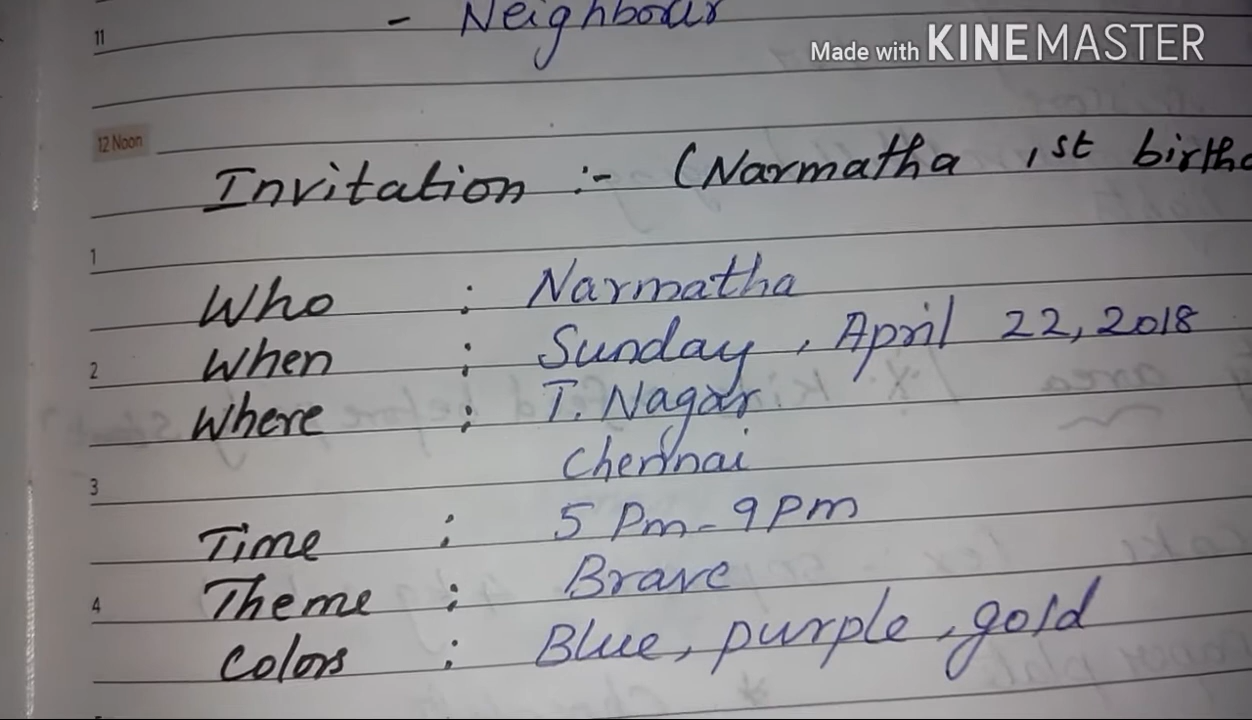 11
- Neighbour
Made with KINEMASTER
12 Noon
Invitation :- (Narmatha 1st birthd
1
Who : Narmatha
When : Sunday, April 22, 2018
2
Where : T. Nagar
Chennai
3
Time : 5 Pm - 9 pm
Theme : Brave
4
Colors : Blue, purple, gold